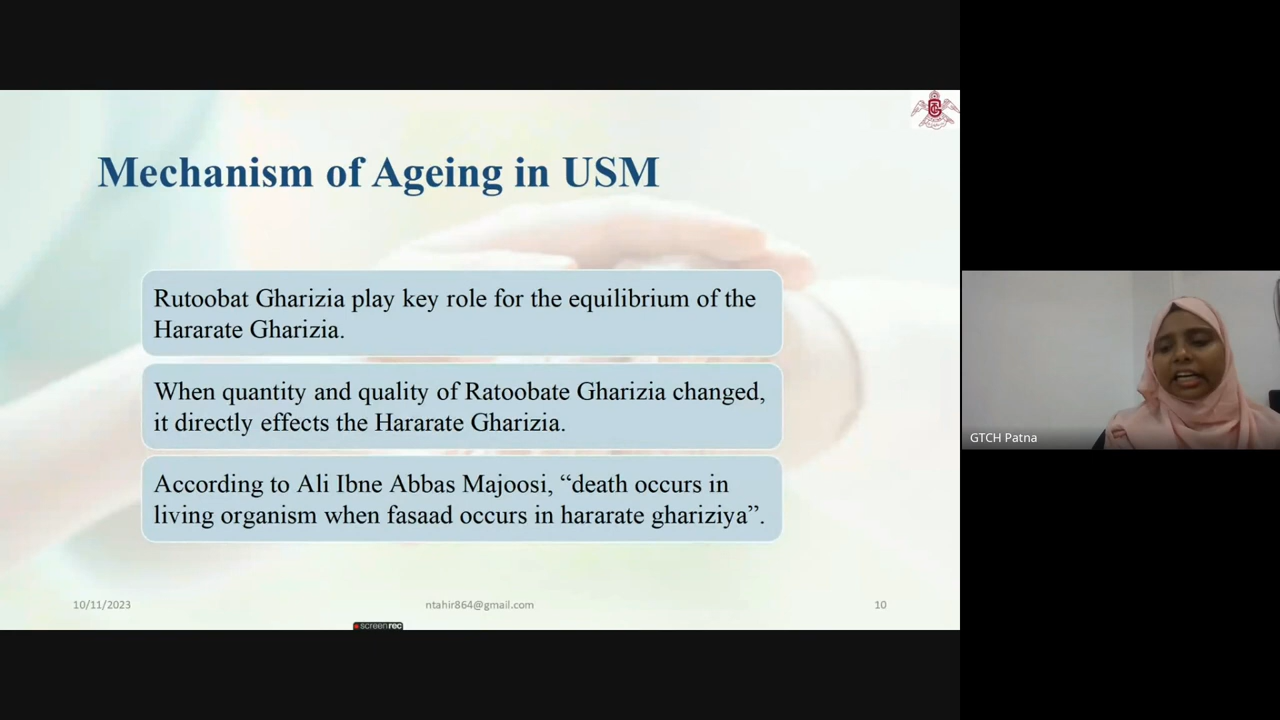 Mechanism of Ageing in USM
Rutoobat Gharizia play key role for the equilibrium of the
Hararate Gharizia.
When quantity and quality of Ratoobate Gharizia changed,
it directly effects the Hararate Gharizia.
According to Ali Ibne Abbas Majoosi, “death occurs in
living organism when fasaad occurs in hararate ghariziya”.
10/11/2023
ntahir864@gmail.com
10
screenrec
GTCH Patna